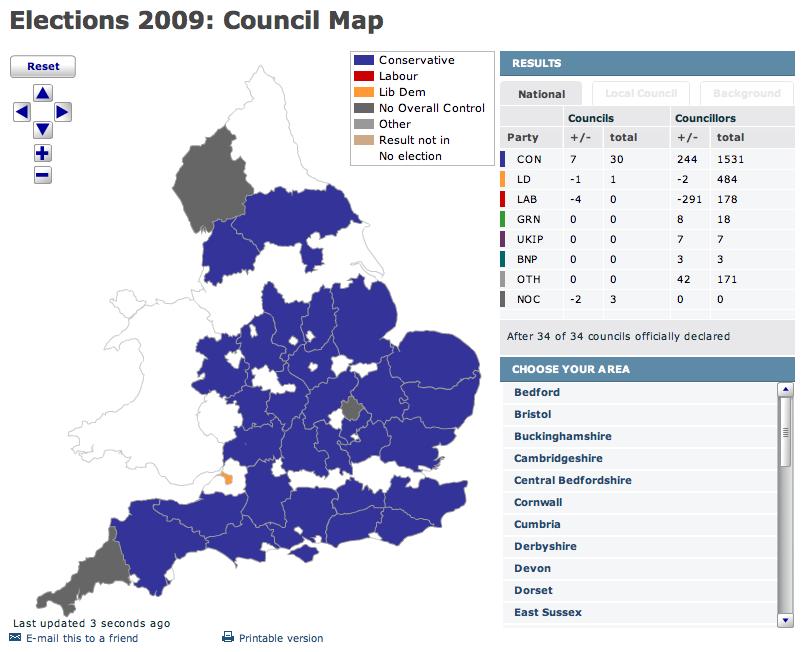 Elections 2009: Council Map
Reset
Conservative
Labour
Lib Dem
No Overall Control
Other
Result not in
No election
RESULTS
National Local Council Background
Councils Councillors
Party +/- total +/- total
CON 7 30 244 1531
LD -1 1 -2 484
LAB -4 0 -291 178
GRN 0 0 8 18
UKIP 0 0 7 7
BNP 0 0 3 3
OTH 0 0 42 171
NOC -2 3 0 0
After 34 of 34 councils officially declared
CHOOSE YOUR AREA
Bedford
Bristol
Buckinghamshire
Cambridgeshire
Central Bedfordshire
Cornwall
Cumbria
Derbyshire
Devon
Dorset
East Sussex
Last updated 3 seconds ago
E-mail this to a friend
Printable version